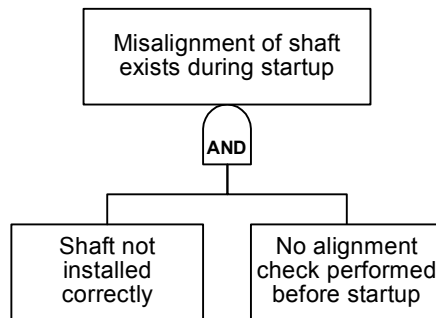 Misalignment of shaft
exists during startup
AND
Shaft not
installed
correctly
No alignment
check performed
before startup